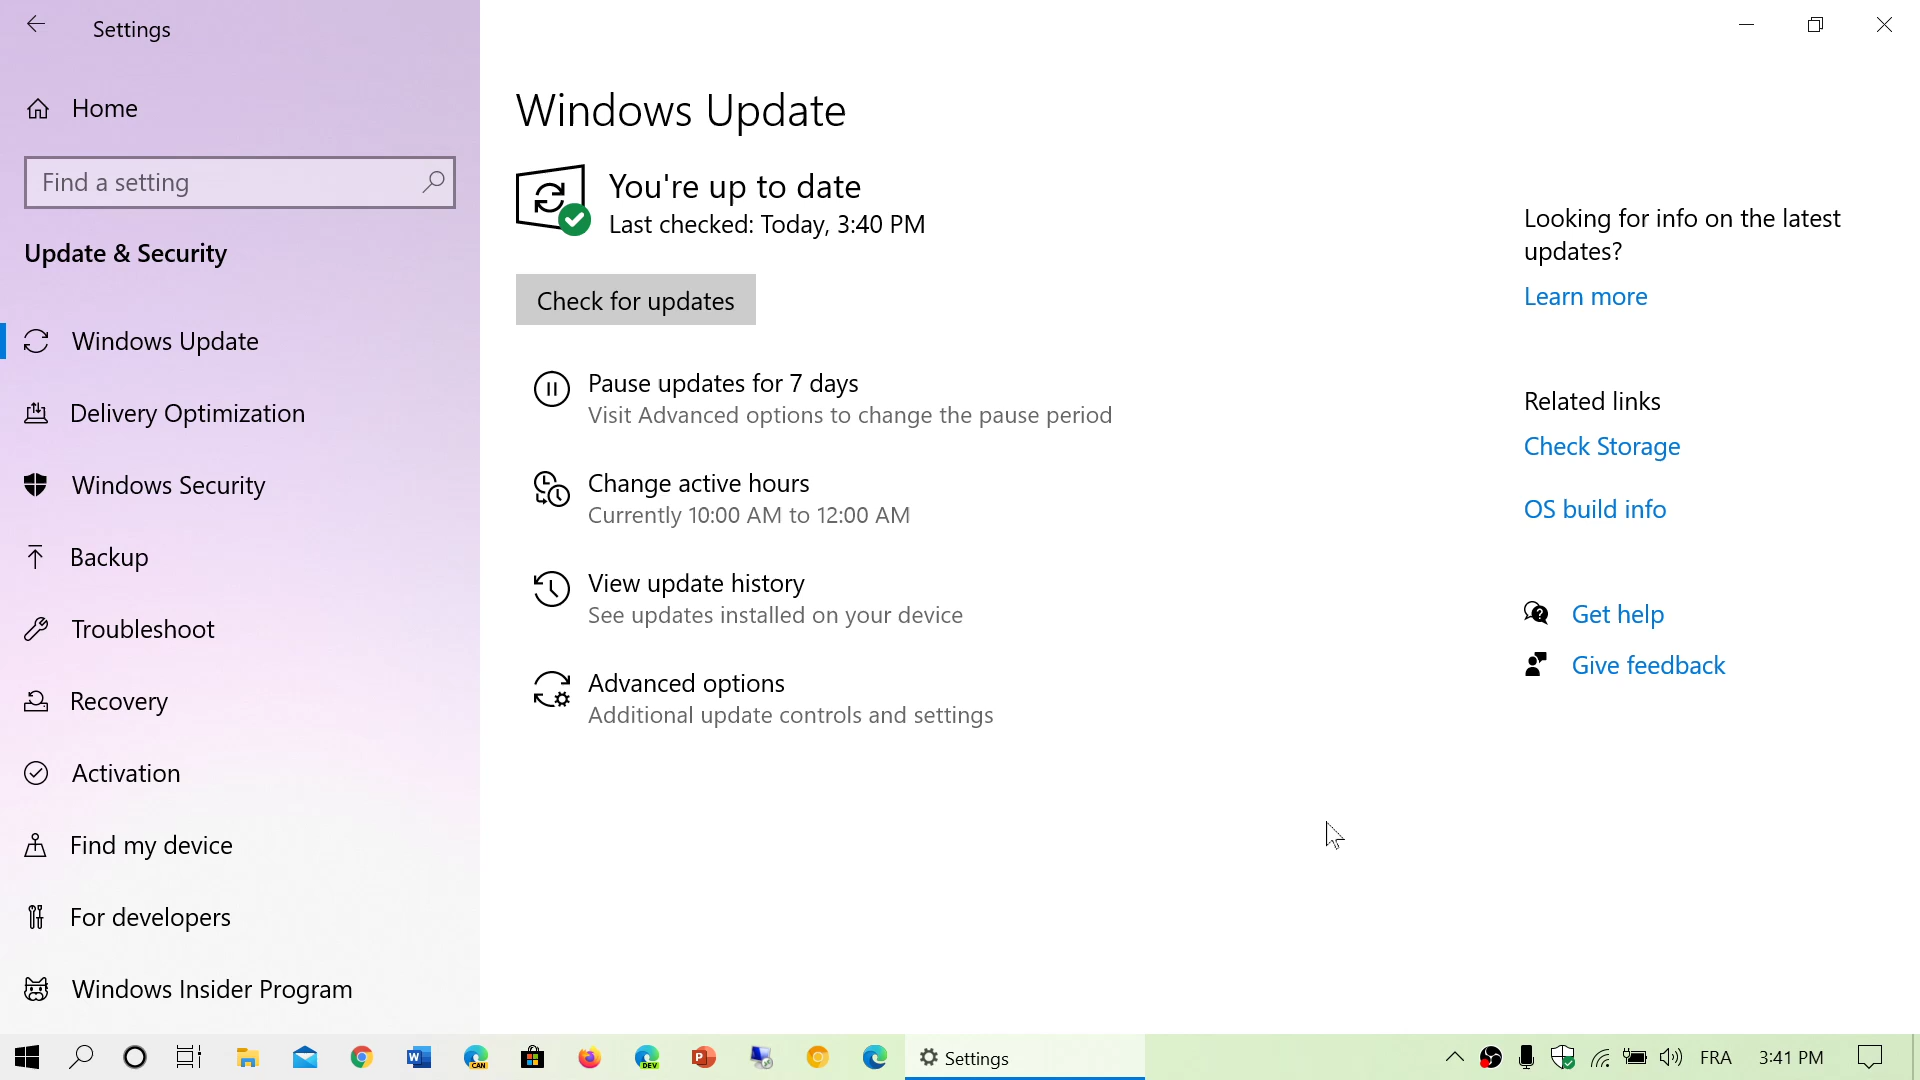 Settings
Home
Find a setting
Update & Security
Windows Update
Delivery Optimization
Windows Security
Backup
Troubleshoot
Recovery
Activation
Find my device
For developers
Windows Insider Program
Windows Update
You're up to date
Last checked: Today, 3:40 PM
Check for updates
Pause updates for 7 days
Visit Advanced options to change the pause period
Change active hours
Currently 10:00 AM to 12:00 AM
View update history
See updates installed on your device
Advanced options
Additional update controls and settings
Looking for info on the latest
updates?
Learn more
Related links
Check Storage
OS build info
Get help
Give feedback
W
CAN
DEV
P
Settings
FRA
3:41 PM